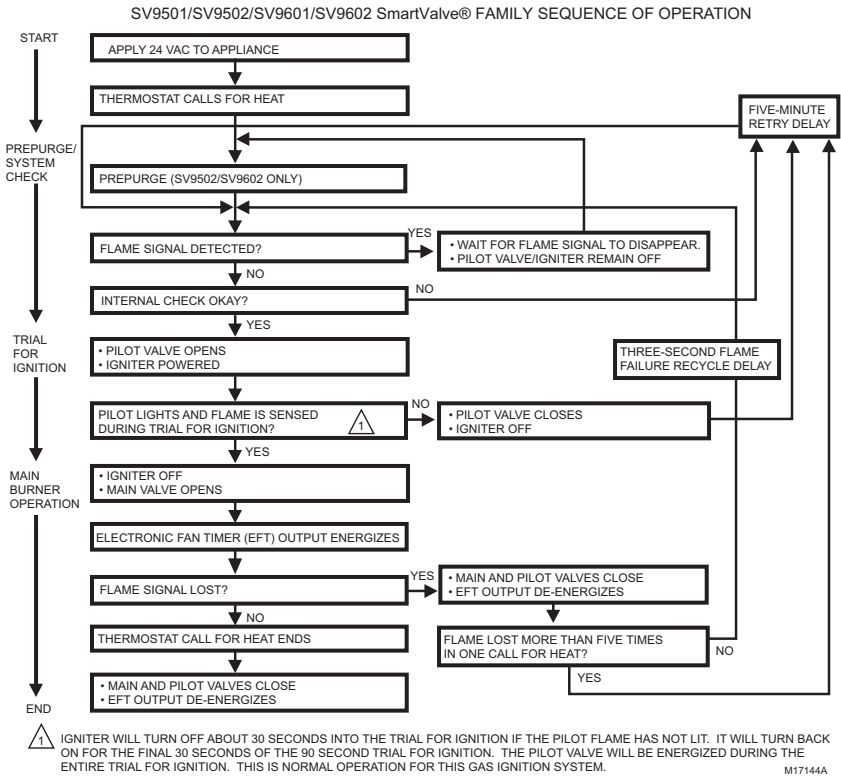 SV9501/SV9502/SV9601/SV9602 SmartValve® FAMILY SEQUENCE OF OPERATION
START
APPLY 24 VAC TO APPLIANCE
THERMOSTAT CALLS FOR HEAT
FIVE-MINUTE
RETRY DELAY
PREPURGE/
SYSTEM
CHECK
PREPURGE (SV9502/SV9602 ONLY)
FLAME SIGNAL DETECTED?
YES
• WAIT FOR FLAME SIGNAL TO DISAPPEAR.
• PILOT VALVE/IGNITER REMAIN OFF
NO
INTERNAL CHECK OKAY?
NO
YES
TRIAL
FOR
IGNITION
• PILOT VALVE OPENS
• IGNITER POWERED
THREE-SECOND FLAME
FAILURE RECYCLE DELAY
PILOT LIGHTS AND FLAME IS SENSED
DURING TRIAL FOR IGNITION?
1
NO
• PILOT VALVE CLOSES
• IGNITER OFF
YES
MAIN
BURNER
OPERATION
• IGNITER OFF
• MAIN VALVE OPENS
ELECTRONIC FAN TIMER (EFT) OUTPUT ENERGIZES
FLAME SIGNAL LOST?
YES
• MAIN AND PILOT VALVES CLOSE
• EFT OUTPUT DE-ENERGIZES
NO
THERMOSTAT CALL FOR HEAT ENDS
FLAME LOST MORE THAN FIVE TIMES
IN ONE CALL FOR HEAT?
NO
YES
• MAIN AND PILOT VALVES CLOSE
• EFT OUTPUT DE-ENERGIZES
END
1
IGNITER WILL TURN OFF ABOUT 30 SECONDS INTO THE TRIAL FOR IGNITION IF THE PILOT FLAME HAS NOT LIT. IT WILL TURN BACK
ON FOR THE FINAL 30 SECONDS OF THE 90 SECOND TRIAL FOR IGNITION. THE PILOT VALVE WILL BE ENERGIZED DURING THE
ENTIRE TRIAL FOR IGNITION. THIS IS NORMAL OPERATION FOR THIS GAS IGNITION SYSTEM.
M17144A